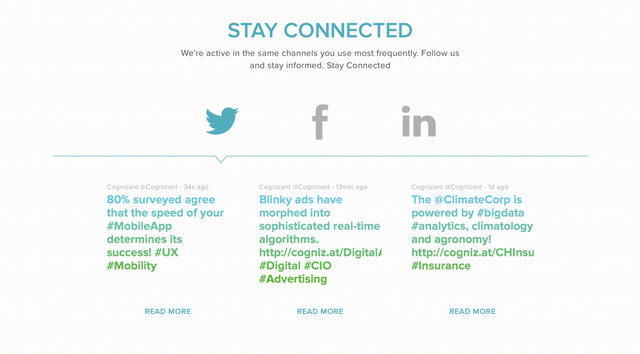 STAY CONNECTED
We're active in the same channels you use most frequently. Follow us
and stay informed. Stay Connected
f
in
Cognizant @Cognizant - 34s ago
80% surveyed agree
that the speed of your
#MobileApp
determines its
success! #UX
#Mobility
READ MORE
Cognizant @Cognizant - 13min ago
Blinky ads have
morphed into
sophisticated real-time
algorithms.
http://cogniz.at/Digital
#Digital #CIO
#Advertising
READ MORE
Cognizant @Cognizant - 1d ago
The @ClimateCorp is
powered by #bigdata
#analytics, climatology
and agronomy!
http://cogniz.at/CHInsu
#Insurance
READ MORE